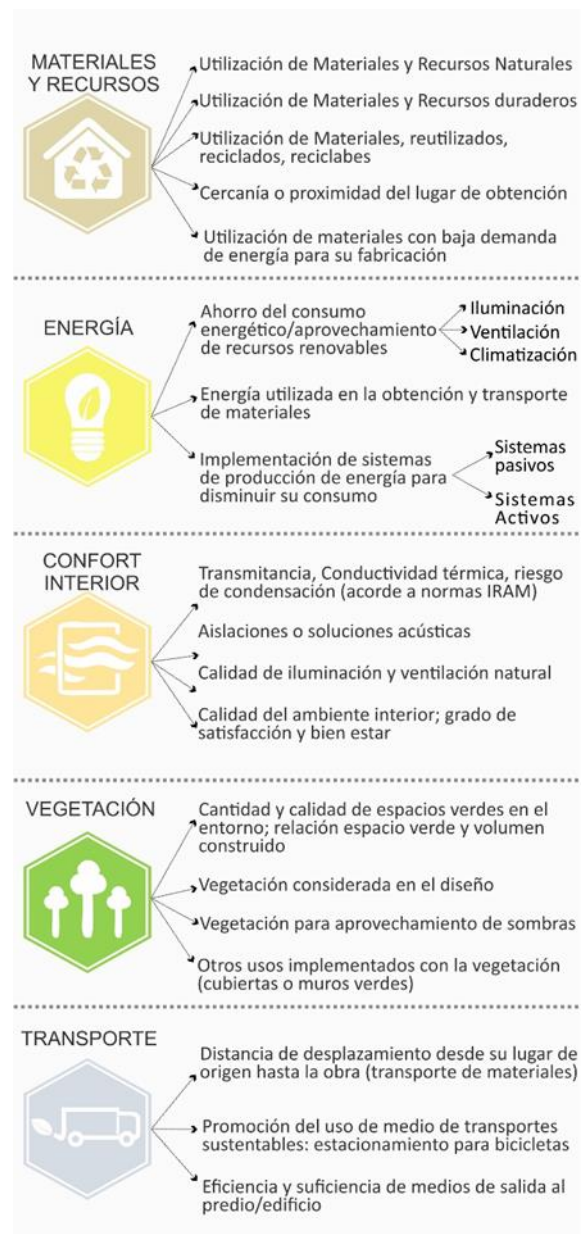 MATERIALES
Y RECURSOS
Utilización de Materiales y Recursos Naturales
Utilización de Materiales y Recursos duraderos
Utilización de Materiales, reutilizados,
reciclados, reciclabes
Cercanía o proximidad del lugar de obtención
Utilización de materiales con baja demanda
de energía para su fabricación
ENERGÍA
Ahorro del consumo
energético/aprovechamiento
de recursos renovables
Iluminación
Ventilación
Climatización
Energía utilizada en la obtención y transporte
de materiales
Implementación de sistemas
de producción de energía para
disminuir su consumo
Sistemas
pasivos
Sistemas
Activos
CONFORT
INTERIOR
Transmitancia, Conductividad térmica, riesgo
de condensación (acorde a normas IRAM)
Aislaciones o soluciones acústicas
Calidad de iluminación y ventilación natural
Calidad del ambiente interior; grado de
satisfacción y bien estar
VEGETACIÓN
Cantidad y calidad de espacios verdes en el
entorno; relación espacio verde y volumen
construido
Vegetación considerada en el diseño
Vegetación para aprovechamiento de sombras
Otros usos implementados con la vegetación
(cubiertas o muros verdes)
TRANSPORTE
Distancia de desplazamiento desde su lugar de
origen hasta la obra (transporte de materiales)
Promoción del uso de medio de transportes
sustentables: estacionamiento para bicicletas
Eficiencia y suficiencia de medios de salida al
predio/edificio